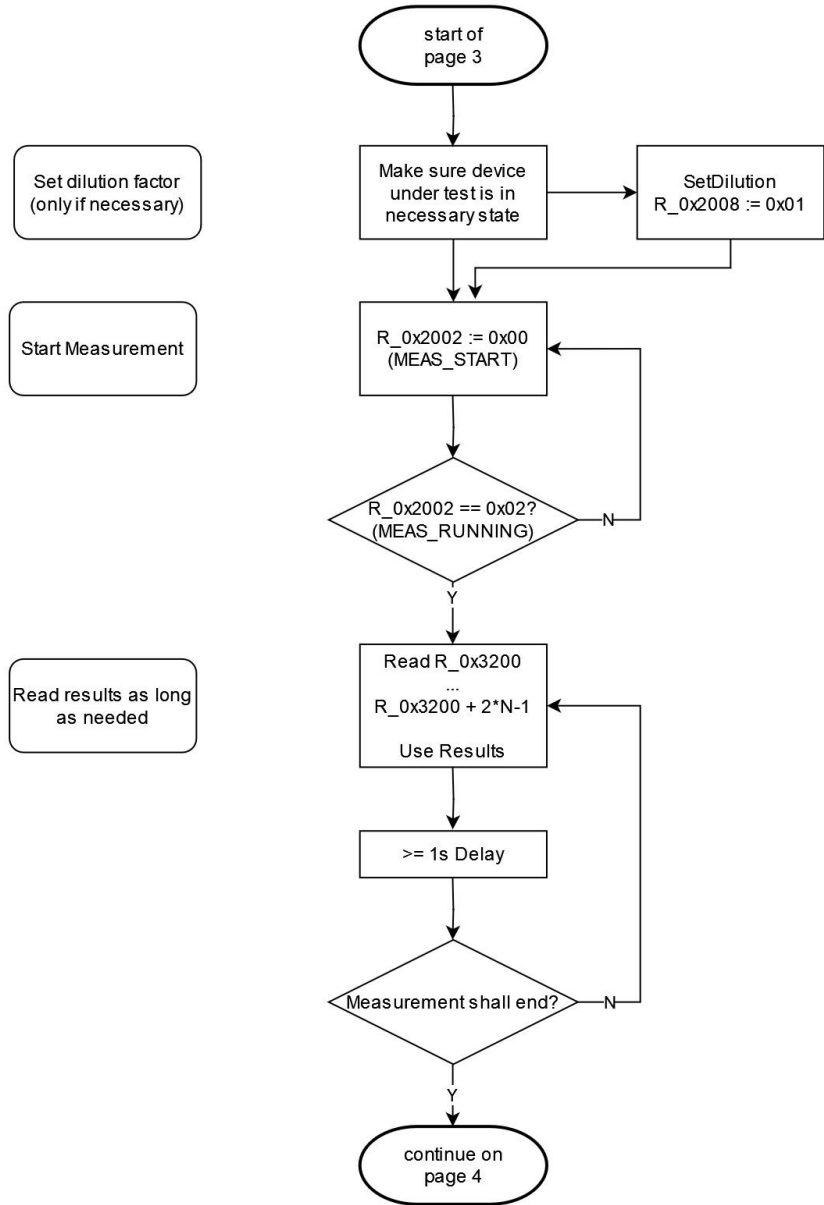 start of
page 3
Set dilution factor
(only if necessary)
Make sure device
under test is in
necessary state
SetDilution
R_0x2008 := 0x01
Start Measurement
R_0x2002 := 0x00
(MEAS_START)
R_0x2002 == 0x02?
(MEAS_RUNNING)
N
Y
Read results as long
as needed
Read R_0x3200
...
R_0x3200 + 2*N-1
Use Results
>= 1s Delay
Measurement shall end?
N
Y
continue on
page 4